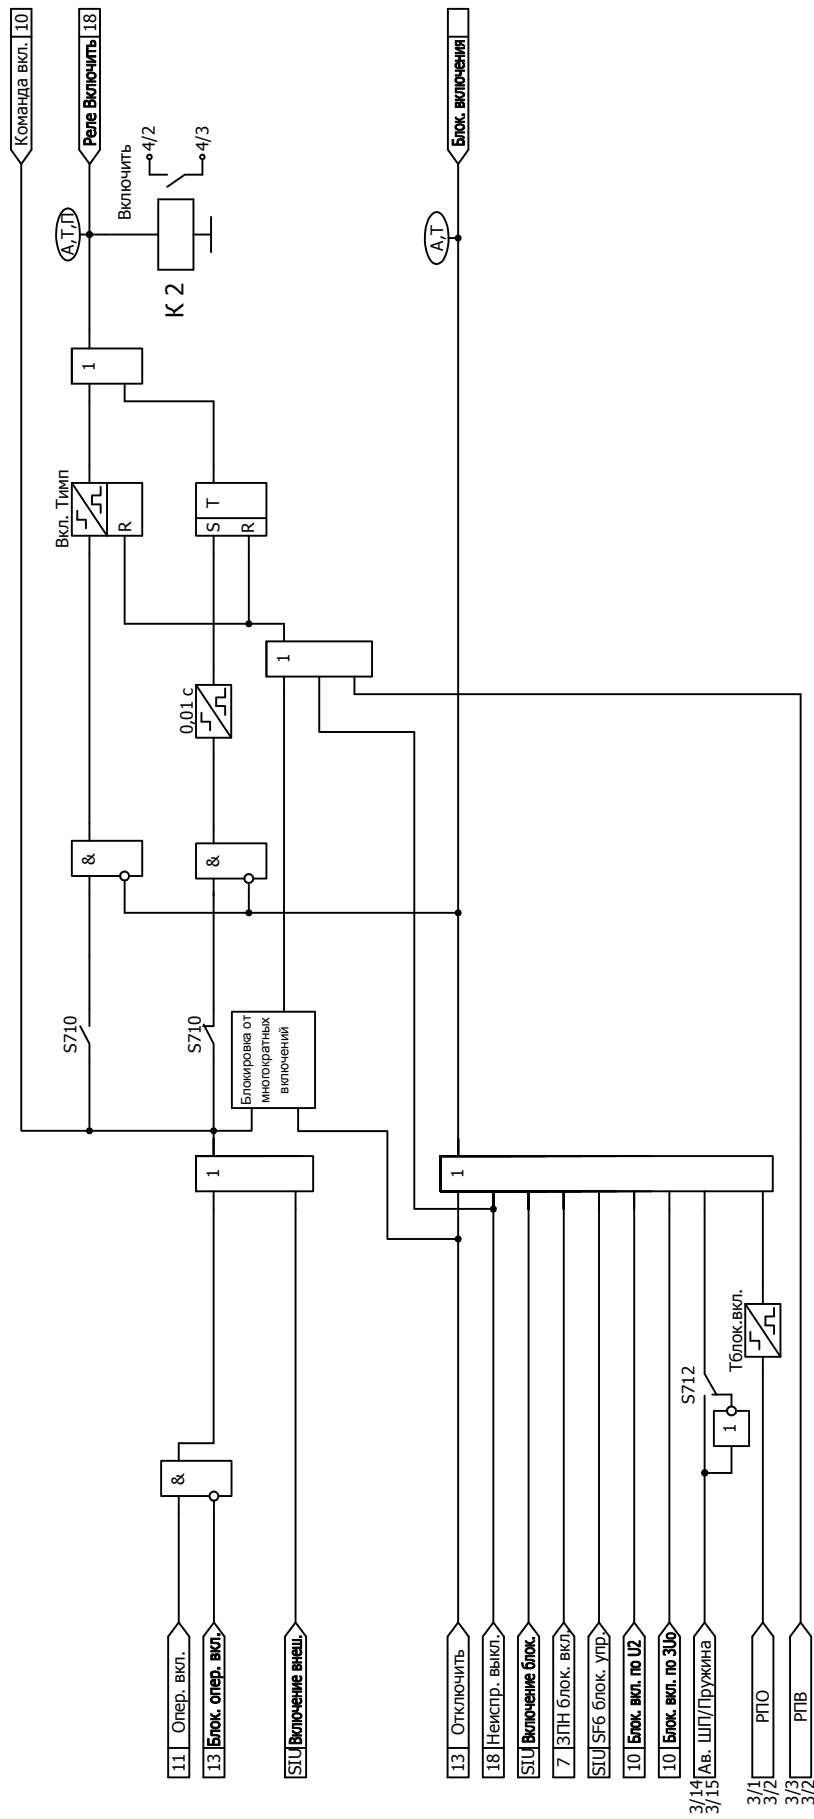 Команда вкл. 10
Реле Включить 18
Блок. включения
А,Т,П
А,Т
Включить
4/2
4/3
К 2
1
Вкл. Тимп
R
S T
R
1
0,01 с
&
&
S710
S710
Блокировка от
многократных
включений
1
1
&
S712
1
Тблок.вкл.
11 Опер. вкл.
13 Блок. опер. вкл.
SIU Включение внеш.
13 Отключить
18 Неиспр. выкл.
SIU Включение блок.
7 ЗПН блок. вкл.
SIU SF6 блок. упр.
10 Блок. вкл. по U2
10 Блок. вкл. по 3Uo
3/14
3/15
Ав. ШП/Пружина
3/1
3/2
РПО
3/3
3/2
РПВ